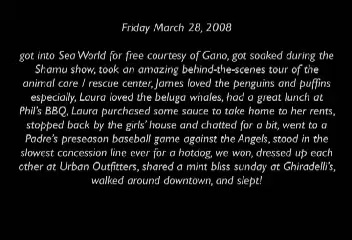 Friday March 28, 2008
got into Sea World for free courtesy of Gano, got soaked during the
Shamu show, took an amazing behind-the-scenes tour of the
animal care / rescue center, James loved the penguins and puffins
especially, Laura loved the beluga whales, had a great lunch at
Phil's BBQ, Laura purchased some sauce to take home to her rents,
stopped back by the girls' house and chatted for a bit, went to a
Padre's preseason baseball game against the Angels, stood in the
slowest concession line ever for a hotdog, we won, dressed up each
other at Urban Outfitters, shared a mint bliss sunday at Ghiradelli's,
walked around downtown, and slept!